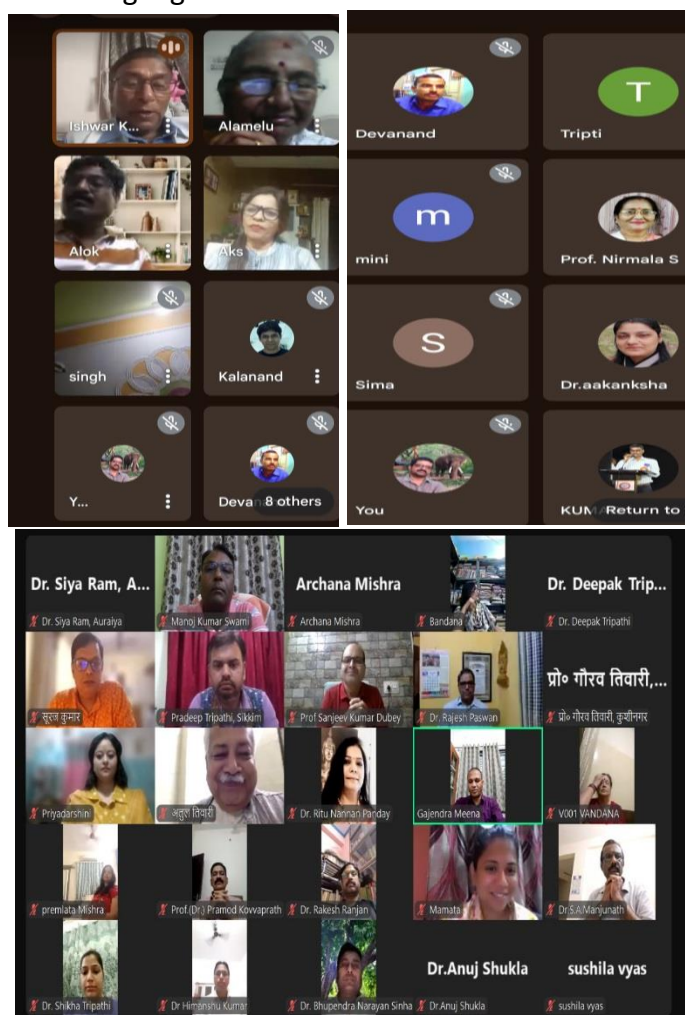 Ishwar K... Alamelu
Alok Aks
singh Kalanand
Y... Deva 8 others
Devanand
T
Tripti
m
mini
Prof. Nirmala S
S
Sima
Dr.aakanksha
You
KUM Return to
Dr. Siya Ram, A... Archana Mishra Dr. Deepak Trip...
Dr. Siya Ram, Auraiya Manoj Kumar Swami Archana Mishra Bandana Dr. Deepak Tripathi
प्रो० गौरव तिवारी,...
सूरज कुमार Pradeep Tripathi, Sikkim Prof Sanjeev Kumar Dubey Dr. Rajesh Paswan प्रो० गौरव तिवारी, कुशीनगर
Priyadarshini अतुल तिवारी Dr. Ritu Nannan Panday Gajendra Meena V001 VANDANA
premlata Mishra Prof.(Dr.) Pramod Kovvaprath Dr. Rakesh Ranjan Mamata Dr.S.A.Manjunath
Dr.Anuj Shukla sushila vyas
Dr. Shikha Tripathi Dr Himanshu Kumar Dr. Bhupendra Narayan Sinha Dr.Anuj Shukla sushila vyas